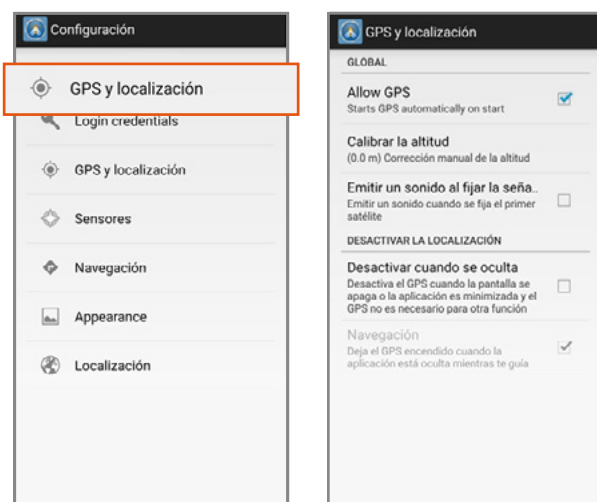 Configuración
GPS y localización
Login credentials
GPS y localización
Sensores
Navegación
Appearance
Localización
GPS y localización
GLOBAL
Allow GPS
Starts GPS automatically on start
Calibrar la altitud
(0.0 m) Corrección manual de la altitud
Emitir un sonido al fijar la seña..
Emitir un sonido cuando se fija el primer
satélite
DESACTIVAR LA LOCALIZACIÓN
Desactivar cuando se oculta
Desactiva el GPS cuando la pantalla se
apaga o la aplicación es minimizada y el
GPS no es necesario para otra función
Navegación
Deja el GPS encendido cuando la
aplicación está oculta mientras te guía